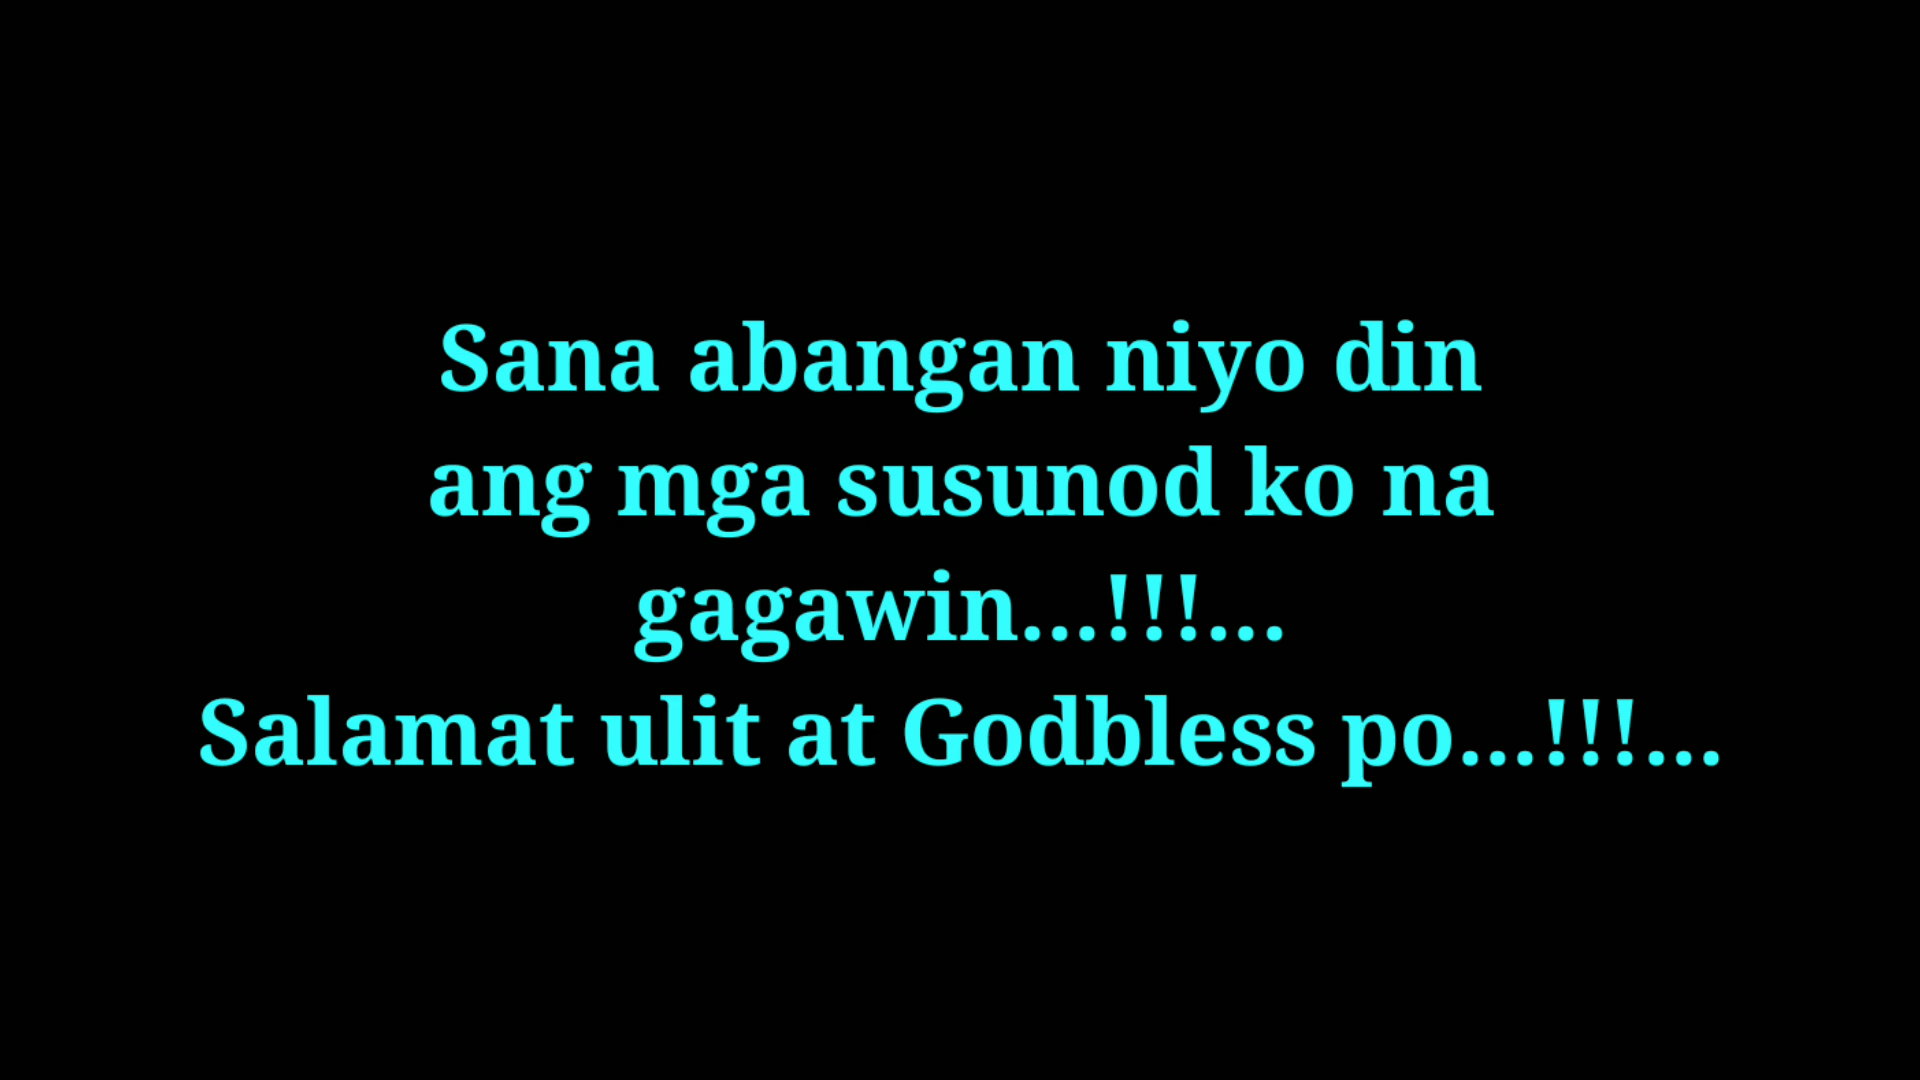 Sana abangan niyo din
ang mga susunod ko na
gagawin...!!!...
Salamat ulit at Godbless po...!!!...